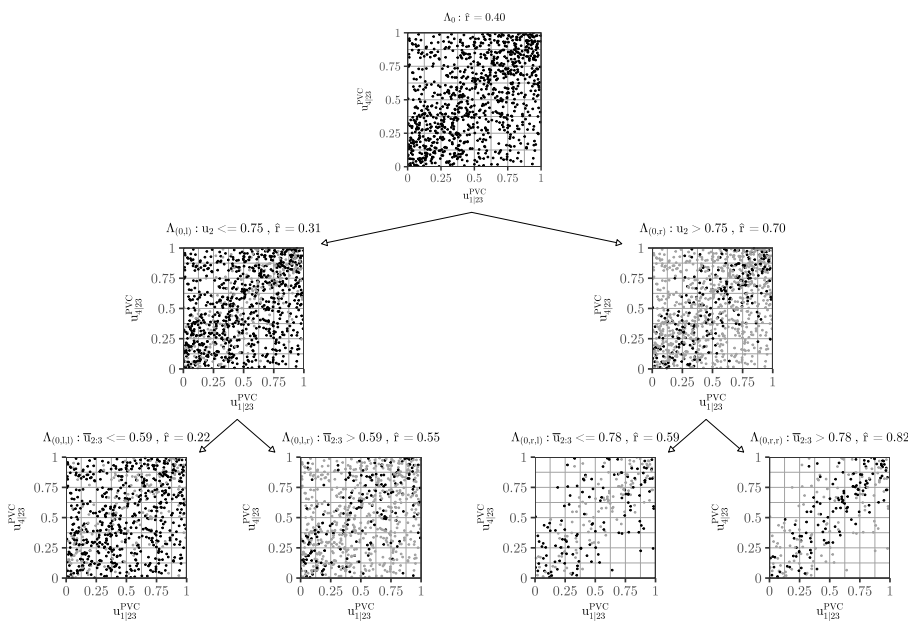 Λ₀ : r̂ = 0.40
1
0.75
0.5
0.25
0
u^PVC_4|23
0 0.25 0.5 0.75 1
u^PVC_1|23
Λ(0,l) : u₂ <= 0.75 , r̂ = 0.31
1
0.75
0.5
0.25
0
u^PVC_4|23
0 0.25 0.5 0.75 1
u^PVC_1|23
Λ(0,r) : u₂ > 0.75 , r̂ = 0.70
1
0.75
0.5
0.25
0
u^PVC_4|23
0 0.25 0.5 0.75 1
u^PVC_1|23
Λ(0,l,l) : u̅₂:₃ <= 0.59 , r̂ = 0.22
1
0.75
0.5
0.25
0
u^PVC_4|23
0 0.25 0.5 0.75 1
u^PVC_1|23
Λ(0,l,r) : u̅₂:₃ > 0.59 , r̂ = 0.55
1
0.75
0.5
0.25
0
u^PVC_4|23
0 0.25 0.5 0.75 1
u^PVC_1|23
Λ(0,r,l) : u̅₂:₃ <= 0.78 , r̂ = 0.59
1
0.75
0.5
0.25
0
u^PVC_4|23
0 0.25 0.5 0.75 1
u^PVC_1|23
Λ(0,r,r) : u̅₂:₃ > 0.78 , r̂ = 0.82
1
0.75
0.5
0.25
0
u^PVC_4|23
0 0.25 0.5 0.75 1
u^PVC_1|23